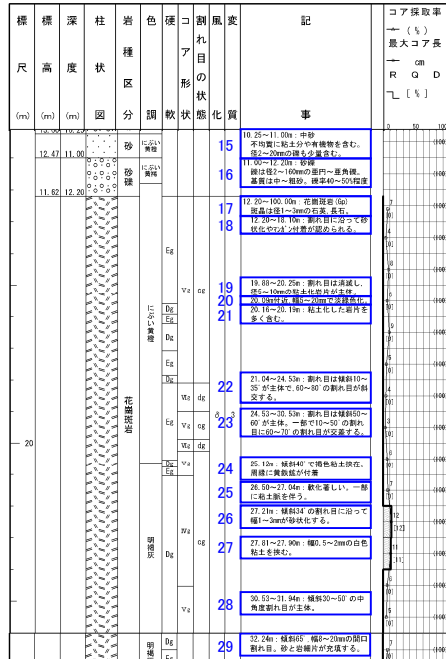 標尺 (m)
標高 (m)
深度 (m)
柱状図
岩種区分
色調
硬軟
コア形状
割れ目の状態
風化
変質
記事
コア採取率
(%)
最大コア長
cm
R Q D
[%]
0 50 100
12.47 11.00
砂
にぶい黄橙
15
10.25~11.00m:中砂
不均質に粘土分や有機物を含む。
径2~20mmの礫も少量含む。
11.62 12.20
砂礫
にぶい黄褐
16
11.00~12.20m:砂礫
礫は径2~160mmの亜円~亜角礫。
基質は中~粗砂。礫率40~50%程度
17
12.20~100.00m:花崗斑岩(Gp)
斑晶は径1~3mmの石英、長石。
18
12.20~18.10m:割れ目に沿って砂
状化やマンガン付着が認められる。
Eg
Vg
cg
にぶい黄橙
花崗斑岩
19
19.88~20.25m:割れ目は消滅し、
径5~10mmの粘土化岩片が主体。
20
20.09m付近、幅5~20mmで淡緑色化。
21
20.16~20.19m:粘土化した岩片を
多く含む。
Dg
Eg
Dg
Eg
Dg
22
21.04~24.53m:割れ目は傾斜10~
35°が主体で、60~80°の割れ目が斜
交する。
Ⅵg dg
23
24.53~30.53m:割れ目は傾斜50~
60°が主体。一部で10~50°の割れ
目に60~70°の割れ目が交差する。
Eg
Vg cg
Ⅵg dg
3
20
24
25.12m:傾斜40°で褐色粘土挟在。
周縁に黄鉄鉱が付着
Dg
Eg
25
26.50~27.04m:軟化著しい。一部
に粘土脈を伴う。
26
27.21m:傾斜34°の割れ目に沿って
幅1~3mmが砂状化する。
明褐灰
Dg
Ⅳg
cg
27
27.81~27.90m:幅0.5~2mmの白色
粘土を挟む。
28
30.53~31.94m:傾斜30~50°の中
角度割れ目が主体。
Vg
29
32.24m:傾斜65°、幅8~20mmの開口
割れ目。砂と岩細片が充填する。
Dg
明褐